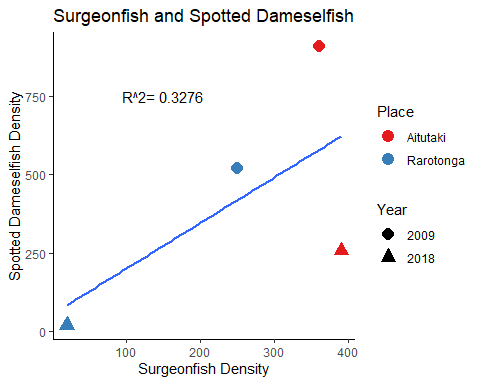 Surgeonfish and Spotted Dameselfish
Spotted Dameselfish Density
750
500
250
0
R^2= 0.3276
100
200
300
400
Surgeonfish Density
Place
Aitutaki
Rarotonga
Year
2009
2018